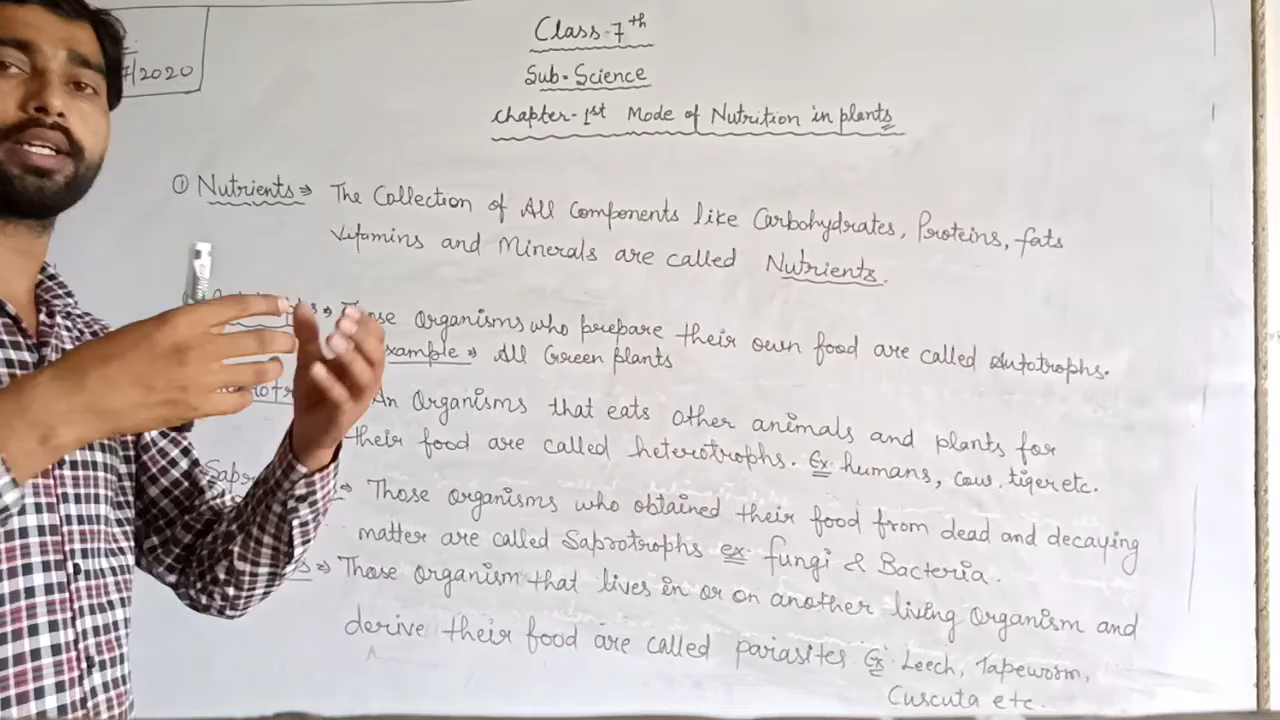 7/2020
Class-7th
Sub-Science
chapter-1st Mode of Nutrition in plants
① Nutrients ⇒ The Collection of All Components like Carbohydrates, Proteins, fats
Vitamins and Minerals are called Nutrients.
Organisms who prepare their own food are called Autotrophs.
Example ⇒ All Green plants
An Organisms that eats other animals and plants for
their food are called heterotrophs. Ex humans, cow, tiger etc.
Those organisms who obtained their food from dead and decaying
matter are called Saprotrophs ex: fungi & Bacteria.
⇒ Those organism that lives in or on another living Organism and
derive their food are called parasites Ex: Leech, Tapeworm,
Cuscuta etc.